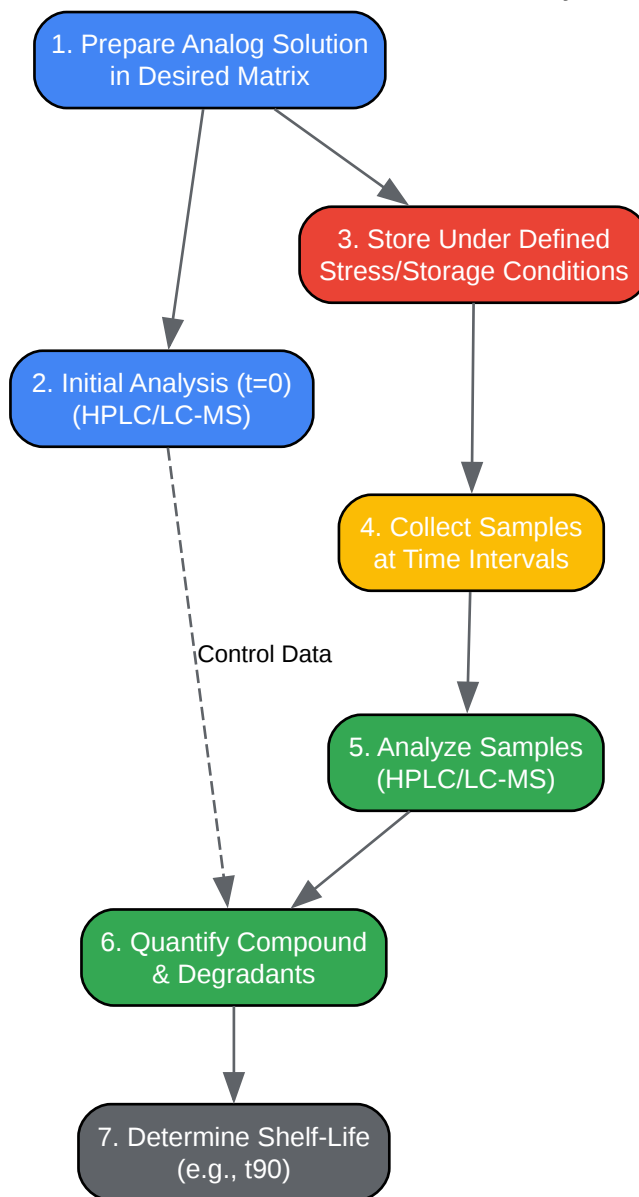 1. Prepare Analog Solution
in Desired Matrix
3. Store Under Defined
Stress/Storage Conditions
2. Initial Analysis (t=0)
(HPLC/LC-MS)
4. Collect Samples
at Time Intervals
Control Data
5. Analyze Samples
(HPLC/LC-MS)
6. Quantify Compound
& Degradants
7. Determine Shelf-Life
(e.g., t90)